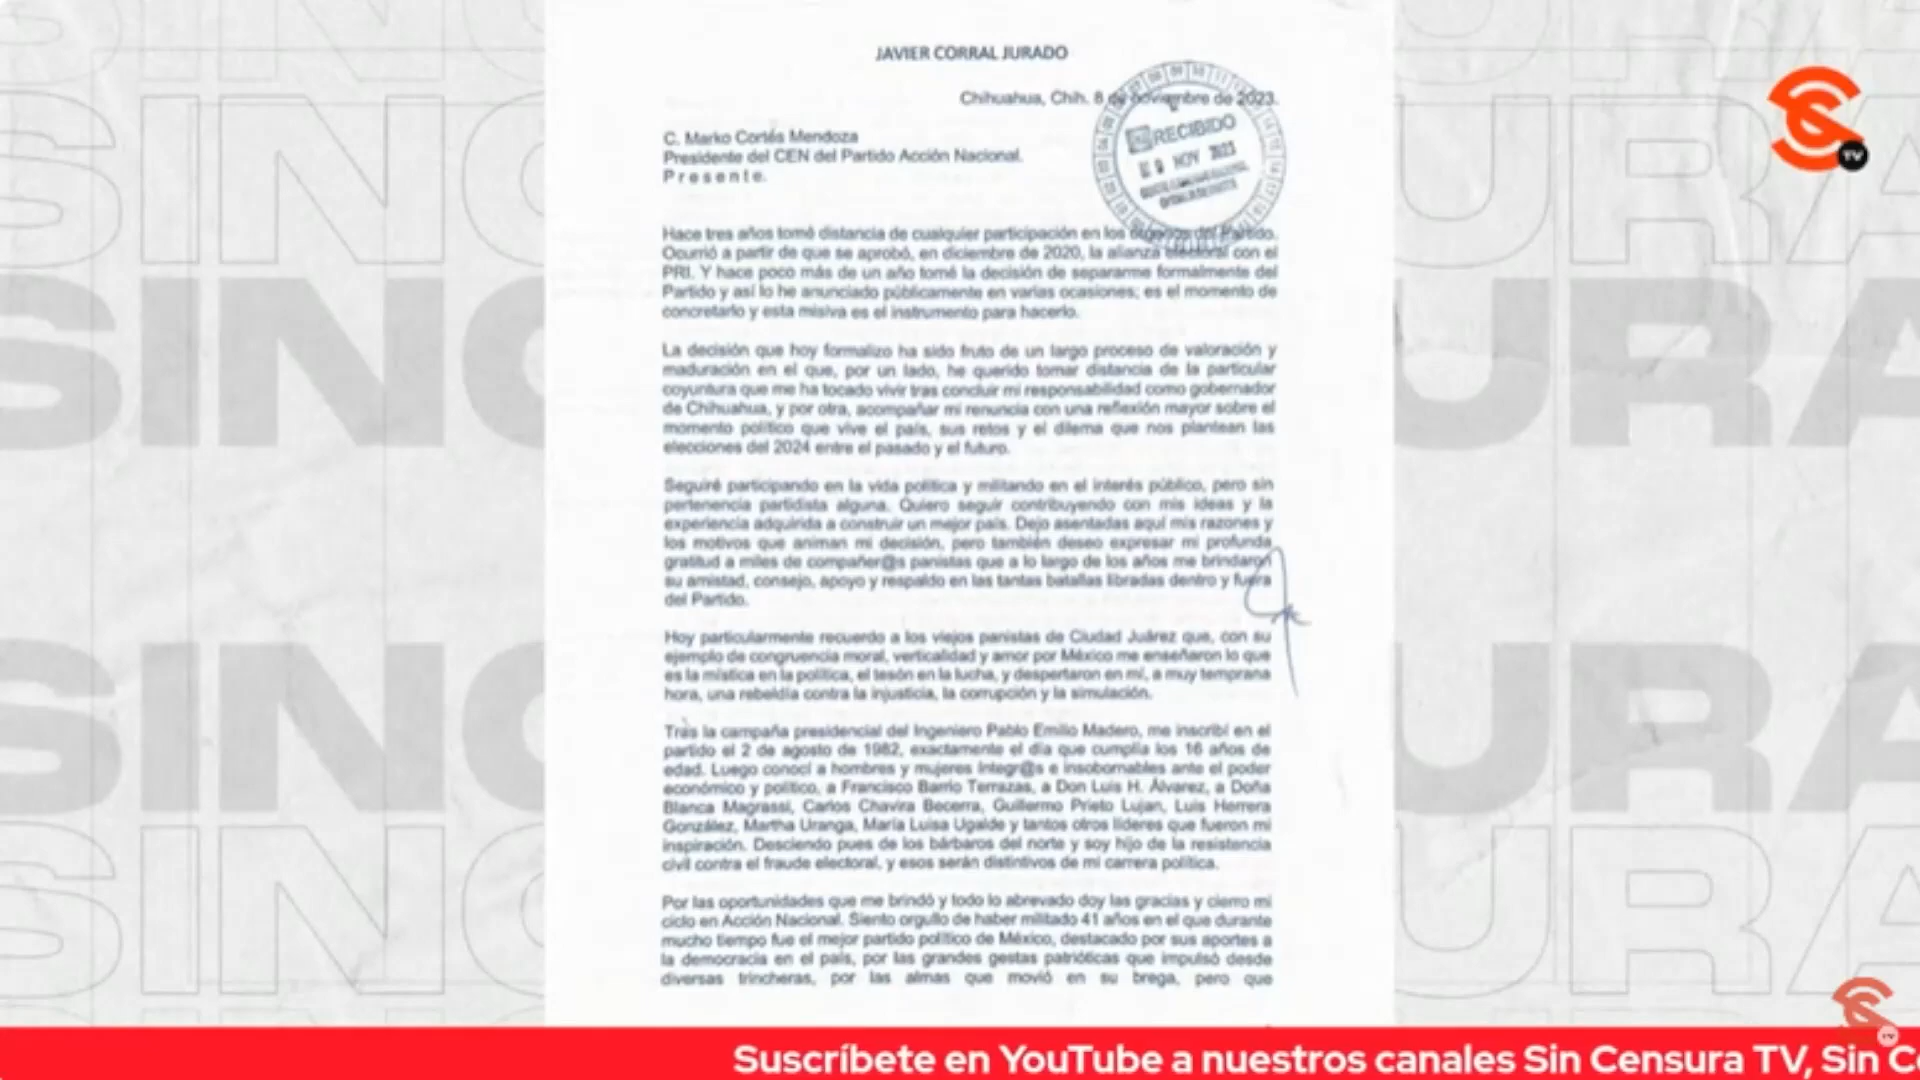 JAVIER CORRAL JURADO
Chihuahua, Chih. 8 de noviembre de 2023.
RECIBIDO
NOV 2023
C. Marko Cortés Mendoza
Presidente del CEN del Partido Acción Nacional.
Presente.
Hace tres años tomé distancia de cualquier participación en los órganos del Partido.
Ocurrió a partir de que se aprobó, en diciembre de 2020, la alianza electoral con el
PRI. Y hace poco más de un año tomé la decisión de separarme formalmente del
Partido y así lo he anunciado públicamente en varias ocasiones; es el momento de
concretarlo y esta misiva es el instrumento para hacerlo.
La decisión que hoy formalizo ha sido fruto de un largo proceso de valoración y
maduración en el que, por un lado, he querido tomar distancia de la particular
coyuntura que me ha tocado vivir tras concluir mi responsabilidad como gobernador
de Chihuahua, y por otra, acompañar mi renuncia con una reflexión mayor sobre el
momento político que vive el país, sus retos y el dilema que nos plantean las
elecciones del 2024 entre el pasado y el futuro.
Seguiré participando en la vida política y militando en el interés público, pero sin
pertenencia partidista alguna. Quiero seguir contribuyendo con mis ideas y la
experiencia adquirida a construir un mejor país. Dejo asentadas aquí mis razones y
los motivos que animan mi decisión, pero también deseo expresar mi profunda
gratitud a miles de compañer@s panistas que a lo largo de los años me brindaron
su amistad, consejo, apoyo y respaldo en las tantas batallas libradas dentro y fuera
del Partido.
Hoy particularmente recuerdo a los viejos panistas de Ciudad Juárez que, con su
ejemplo de congruencia moral, verticalidad y amor por México me enseñaron lo que
es la mística en la política, el tesón en la lucha, y despertaron en mí, a muy temprana
hora, una rebeldía contra la injusticia, la corrupción y la simulación.
Tras la campaña presidencial del Ingeniero Pablo Emilio Madero, me inscribí en el
partido el 2 de agosto de 1982, exactamente el día que cumplía los 16 años de
edad. Luego conocí a hombres y mujeres íntegr@s e insobornables ante el poder
económico y político, a Francisco Barrio Terrazas, a Don Luis H. Álvarez, a Doña
Blanca Magrassi, Carlos Chavira Becerra, Guillermo Prieto Lujan, Luis Herrera
González, Martha Uranga, María Luisa Ugalde y tantos otros líderes que fueron mi
inspiración. Desciendo pues de los bárbaros del norte y soy hijo de la resistencia
civil contra el fraude electoral, y esos serán distintivos de mi carrera política.
Por las oportunidades que me brindó y todo lo abrevado doy las gracias y cierro mi
ciclo en Acción Nacional. Siento orgullo de haber militado 41 años en el que durante
mucho tiempo fue el mejor partido político de México, destacado por sus aportes a
la democracia en el país, por las grandes gestas patrióticas que impulsó desde
diversas trincheras, por las almas que movió en su brega, pero que
Suscríbete en YouTube a nuestros canales Sin Censura TV, Sin C